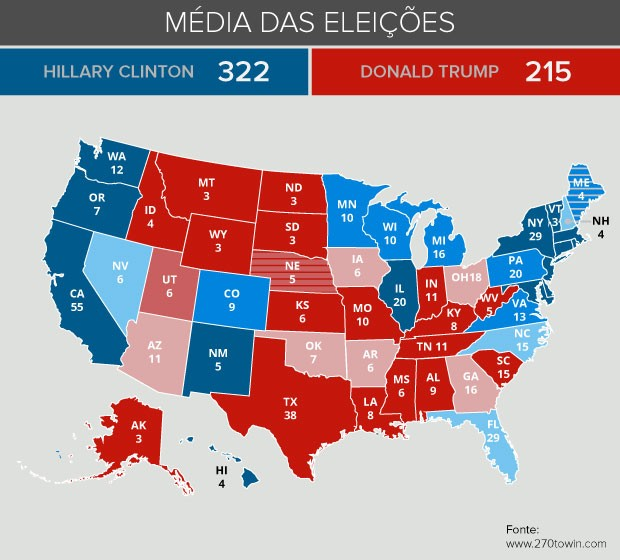 MÉDIA DAS ELEIÇÕES
HILLARY CLINTON 322
DONALD TRUMP 215
WA
12
OR
7
CA
55
NV
6
ID
4
MT
3
WY
3
UT
6
AZ
11
CO
9
NM
5
ND
3
SD
3
NE
5
KS
6
OK
7
TX
38
MN
10
IA
6
MO
10
AR
6
LA
8
WI
10
IL
20
MI
16
IN
11
OH18
KY
8
TN 11
MS
6
AL
9
GA
16
FL
29
SC
15
NC
15
VA
13
WV
5
PA
20
NY
29
VT
3
NH
4
ME
4
AK
3
HI
4
Fonte:
www.270towin.com